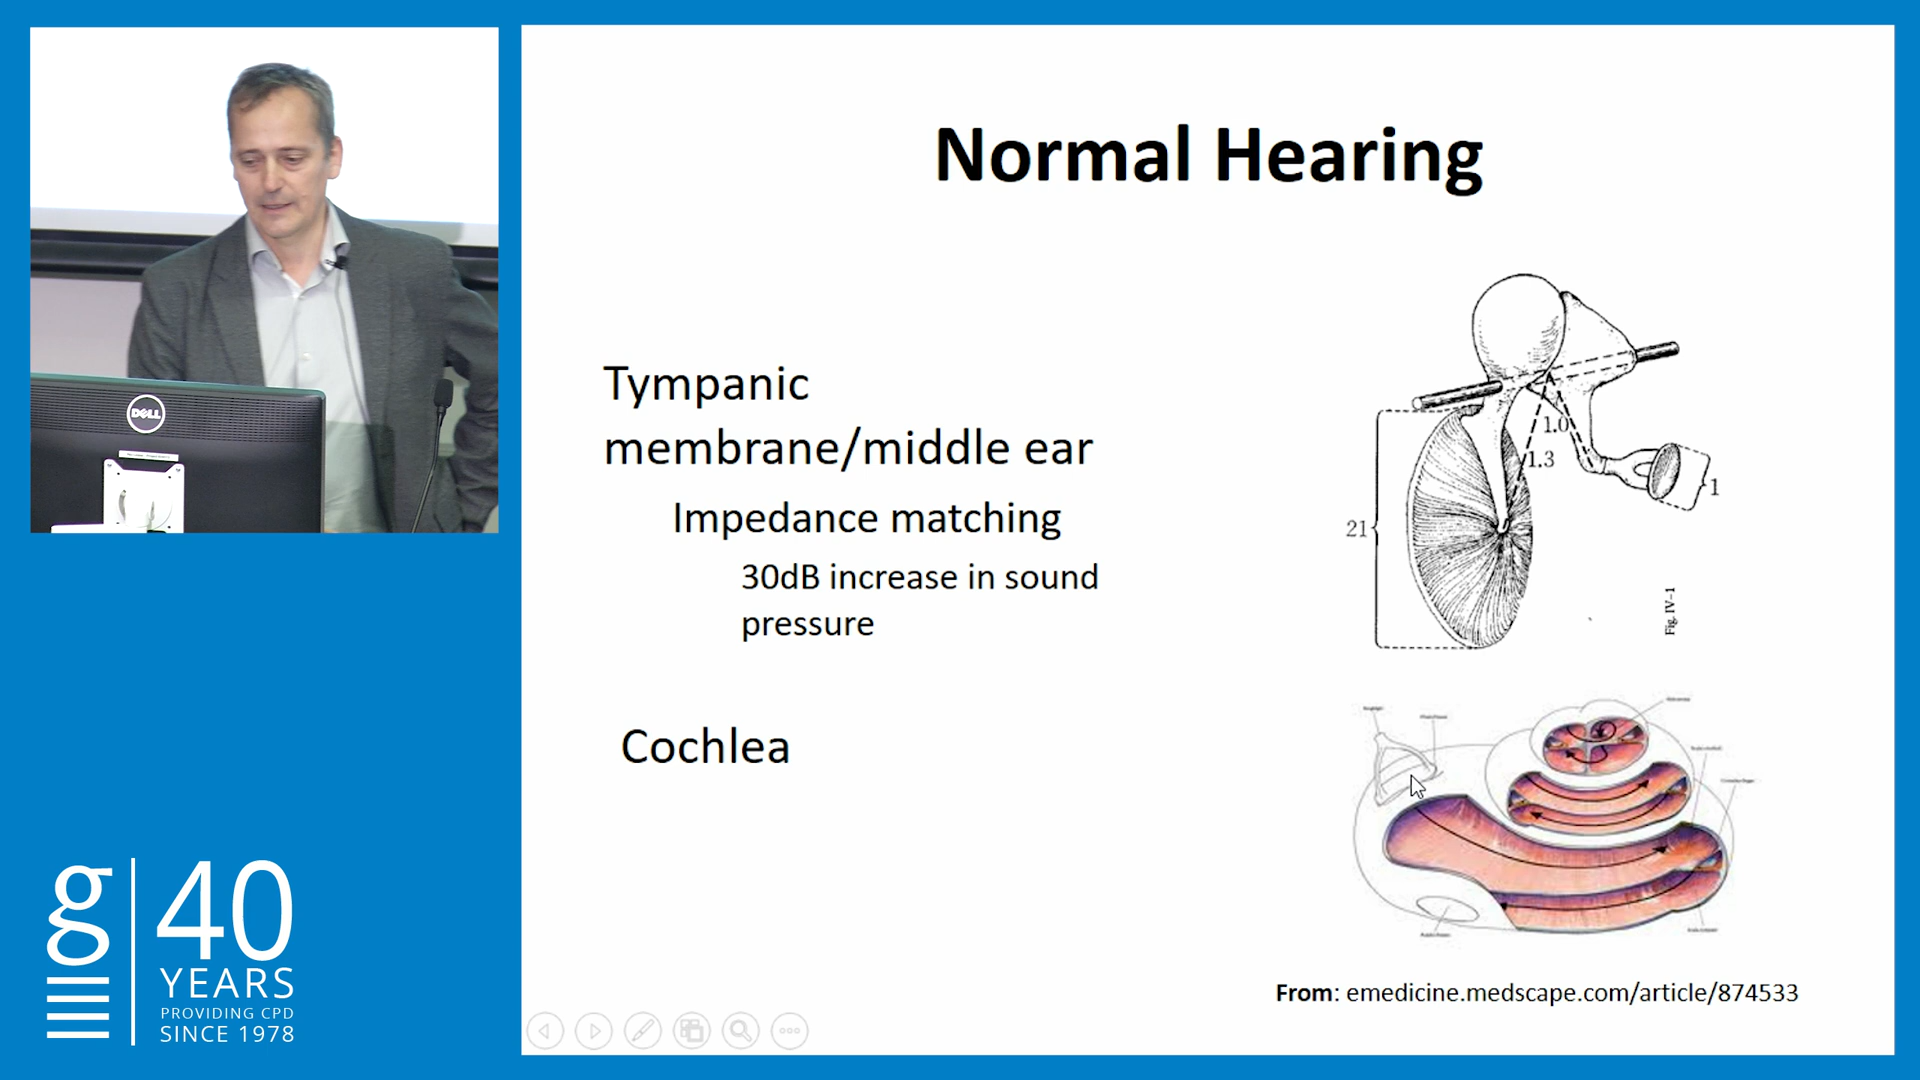 Normal Hearing
Tympanic
membrane/middle ear
Impedance matching
30dB increase in sound
pressure
Cochlea
1.0
1.3
1
21
Fig. IV-1
From: emedicine.medscape.com/article/874533
DELL
g
40
YEARS
PROVIDING CPD
SINCE 1978